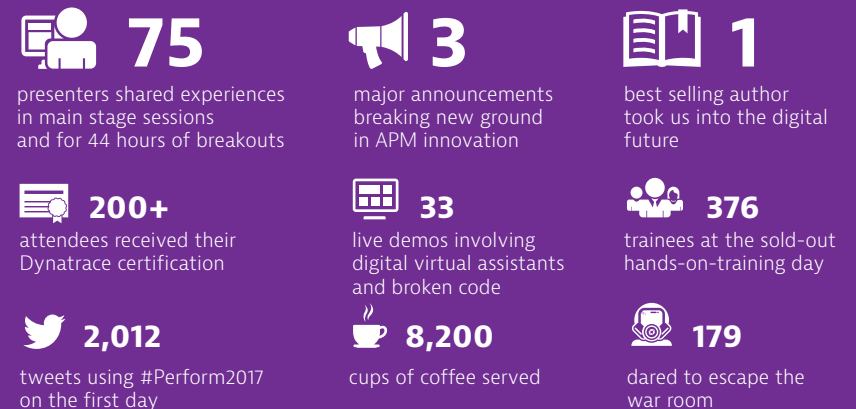 75
presenters shared experiences
in main stage sessions
and for 44 hours of breakouts
3
major announcements
breaking new ground
in APM innovation
1
best selling author
took us into the digital
future
200+
attendees received their
Dynatrace certification
33
live demos involving
digital virtual assistants
and broken code
376
trainees at the sold-out
hands-on-training day
2,012
tweets using #Perform2017
on the first day
8,200
cups of coffee served
179
dared to escape the
war room